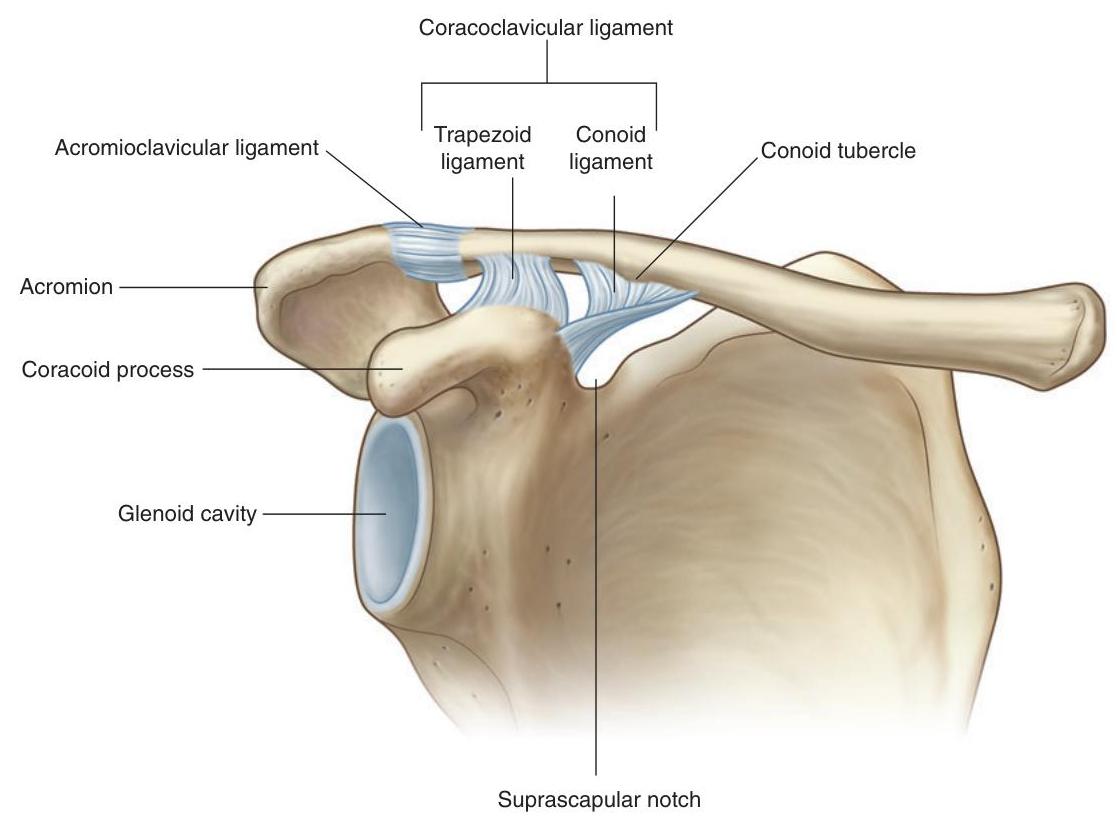 Coracoclavicular ligament
Trapezoid
ligament
Conoid
ligament
Acromioclavicular ligament
Conoid tubercle
Acromion
Coracoid process
Glenoid cavity
Suprascapular notch